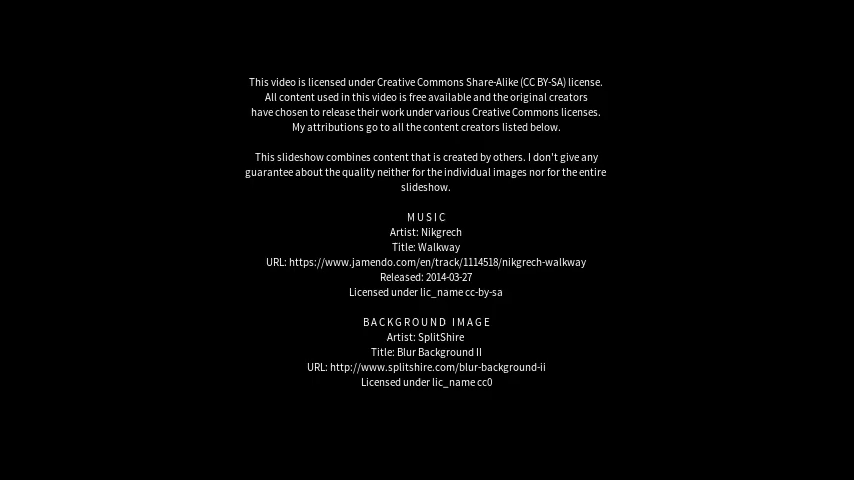 This video is licensed under Creative Commons Share-Alike (CC BY-SA) license.
All content used in this video is free available and the original creators
have chosen to release their work under various Creative Commons licenses.
My attributions go to all the content creators listed below.
This slideshow combines content that is created by others. I don't give any
guarantee about the quality neither for the individual images nor for the entire
slideshow.
MUSIC
Artist: Nikgrech
Title: Walkway
URL: https://www.jamendo.com/en/track/1114518/nikgrech-walkway
Released: 2014-03-27
Licensed under lic_name cc-by-sa
BACKGROUND IMAGE
Artist: SplitShire
Title: Blur Background II
URL: http://www.splitshire.com/blur-background-ii
Licensed under lic_name cc0